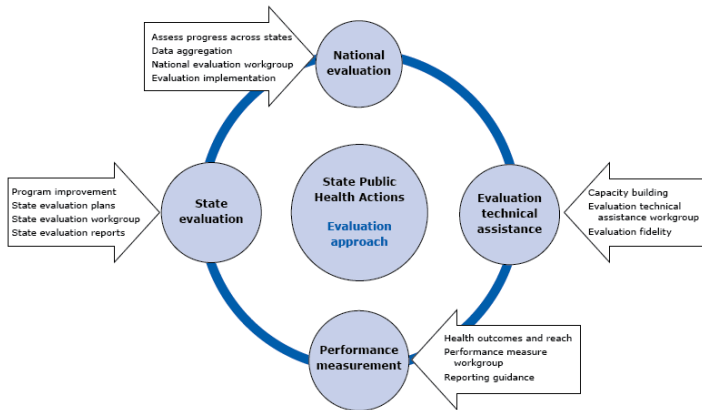 Assess progress across states
Data aggregation
National evaluation workgroup
Evaluation implementation
National
evaluation
Program improvement
State evaluation plans
State evaluation workgroup
State evaluation reports
State
evaluation
State Public
Health Actions
Evaluation
approach
Evaluation
technical
assistance
Capacity building
Evaluation technical
assistance workgroup
Evaluation fidelity
Performance
measurement
Health outcomes and reach
Performance measure
workgroup
Reporting guidance